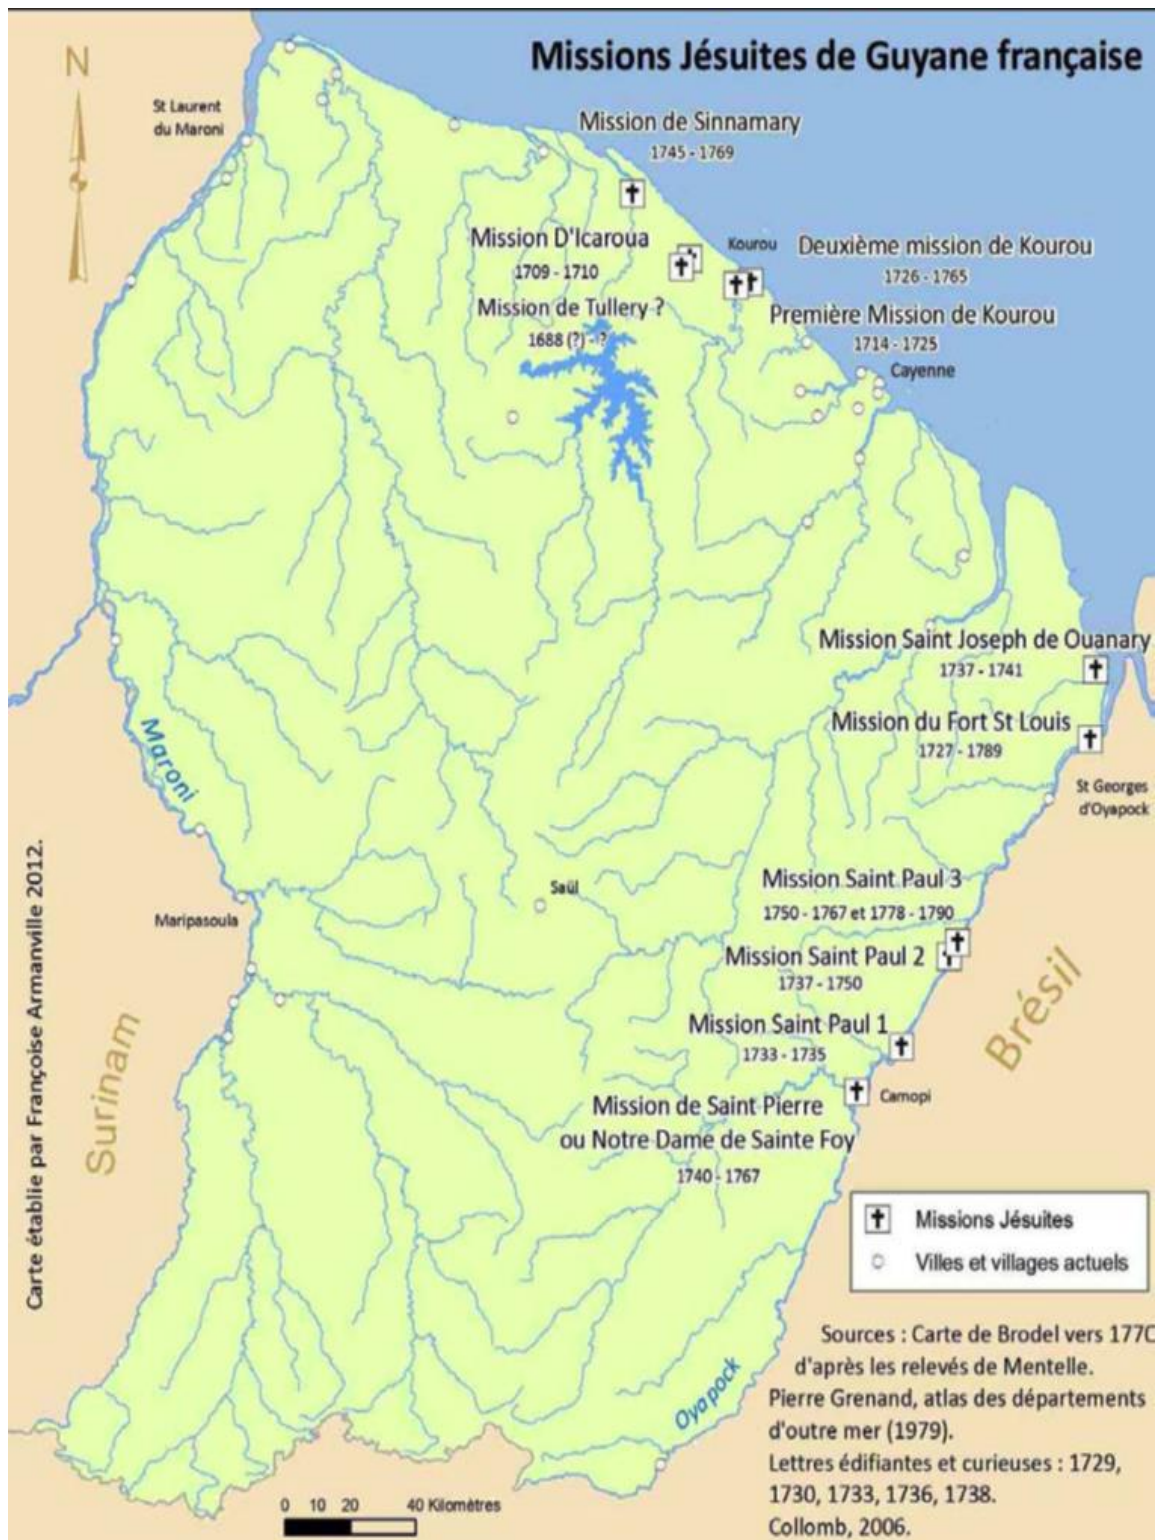 Missions Jésuites de Guyane française
N
St Laurent
du Maroni
Mission de Sinnamary
1745 - 1769
Mission D'Icaroua
1709 - 1710
Kourou
Deuxième mission de Kourou
1726 - 1765
Mission de Tullery ?
1688 (?) - ?
Première Mission de Kourou
1714 - 1725
Cayenne
Mission Saint Joseph de Ouanary
1737 - 1741
Mission du Fort St Louis
1727 - 1789
St Georges
d'Oyapock
Maroni
Mission Saint Paul 3
1750 - 1767 et 1778 - 1790
Saül
Maripasoula
Mission Saint Paul 2
1737 - 1750
Brésil
Surinam
Mission Saint Paul 1
1733 - 1735
Camopi
Mission de Saint Pierre
ou Notre Dame de Sainte Foy
1740 - 1767
Carte établie par Françoise Armanville 2012.
Missions Jésuites
Villes et villages actuels
Oyapock
Sources : Carte de Brodel vers 1770
d'après les relevés de Mentelle.
Pierre Grenand, atlas des départements
d'outre mer (1979).
Lettres édifiantes et curieuses : 1729,
1730, 1733, 1736, 1738.
Collomb, 2006.
0 10 20 40 Kilomètres